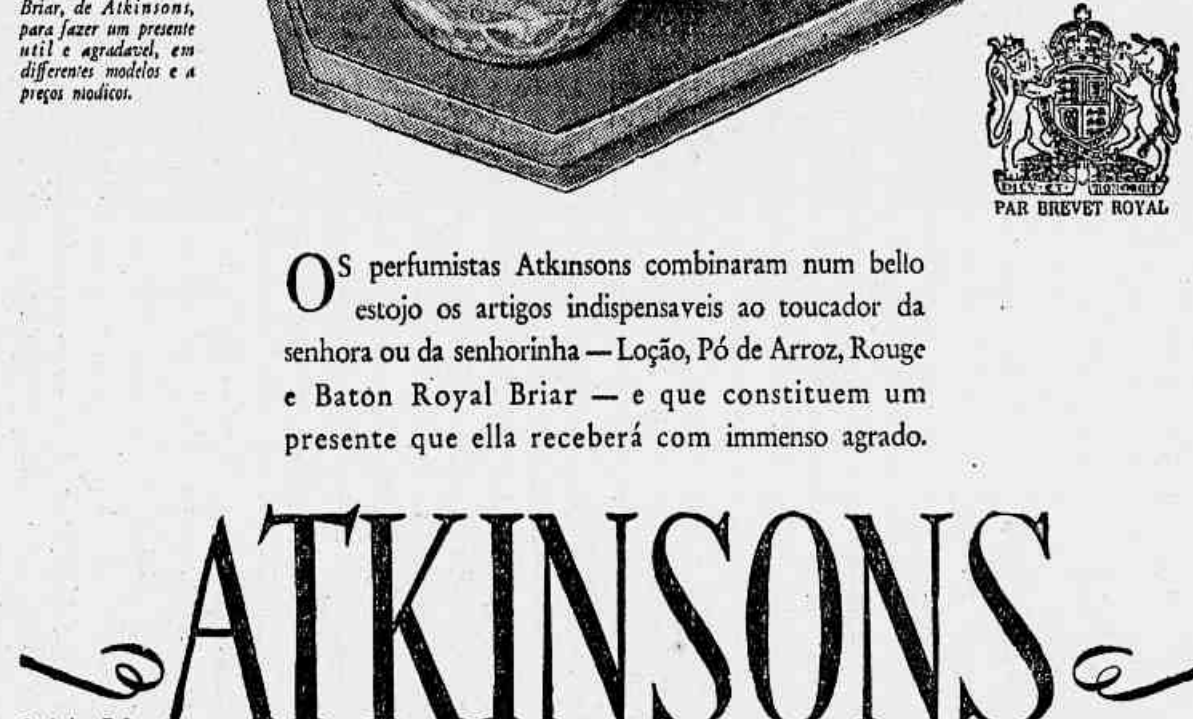 Briar, de Atkinsons,
para fazer um presente
util e agradavel, em
differentes modelos e a
preços modicos.
PAR BREVET ROYAL
OS perfumistas Atkinsons combinaram num bello
estojo os artigos indispensaveis ao toucador da
senhora ou da senhorinha — Loção, Pó de Arroz, Rouge
e Baton Royal Briar — e que constituem um
presente que ella receberá com immenso agrado.
ATKINSONS